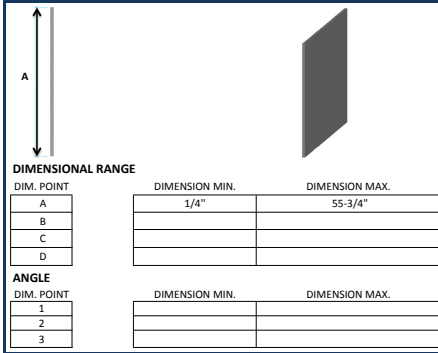 A
DIMENSIONAL RANGE
DIM. POINT DIMENSION MIN. DIMENSION MAX.
A 1/4" 55-3/4"
B
C
D
ANGLE
DIM. POINT DIMENSION MIN. DIMENSION MAX.
1
2
3